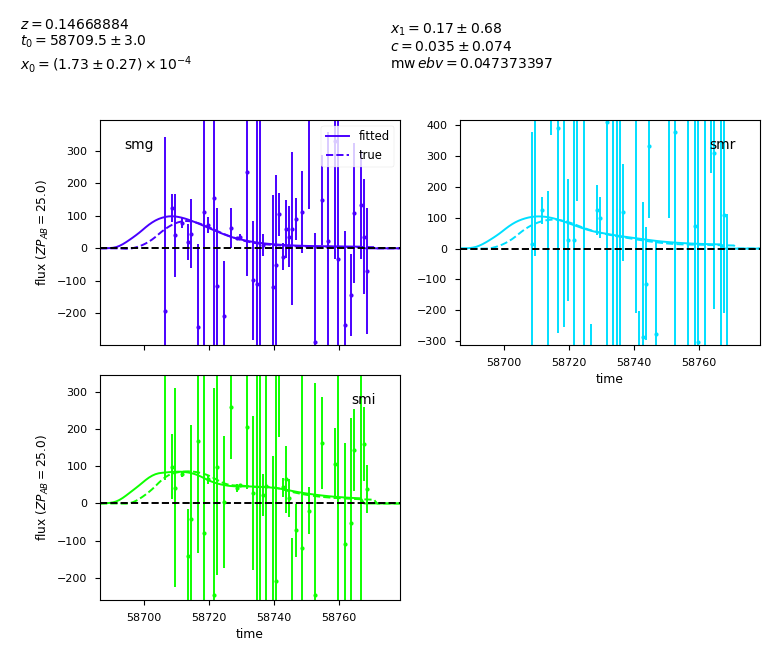 z = 0.14668884
t₀ = 58709.5 ± 3.0
x₀ = (1.73 ± 0.27) × 10⁻⁴
x₁ = 0.17 ± 0.68
c = 0.035 ± 0.074
mw ebv = 0.047373397
smg
fitted
true
300
200
100
0
−100
−200
flux (ZP_AB = 25.0)
smr
400
300
200
100
0
−100
−200
−300
58700
58720
58740
58760
time
smi
300
200
100
0
−100
−200
flux (ZP_AB = 25.0)
58700
58720
58740
58760
time